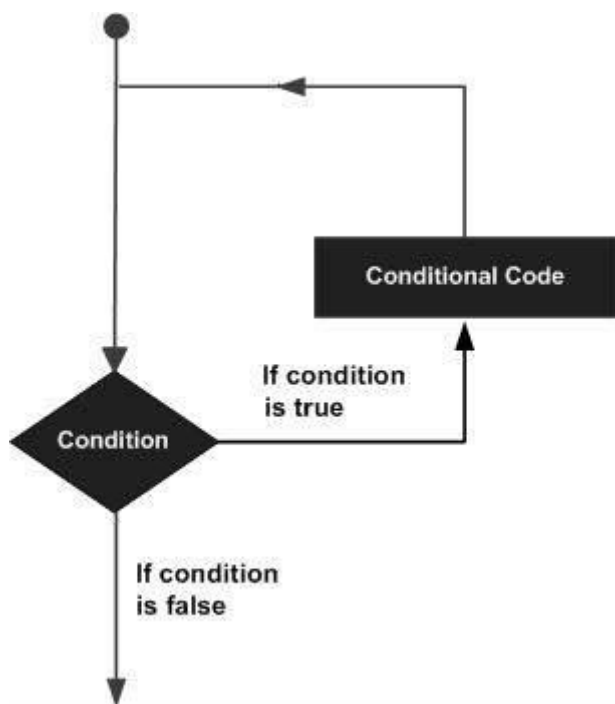 Conditional Code
If condition
is true
Condition
If condition
is false